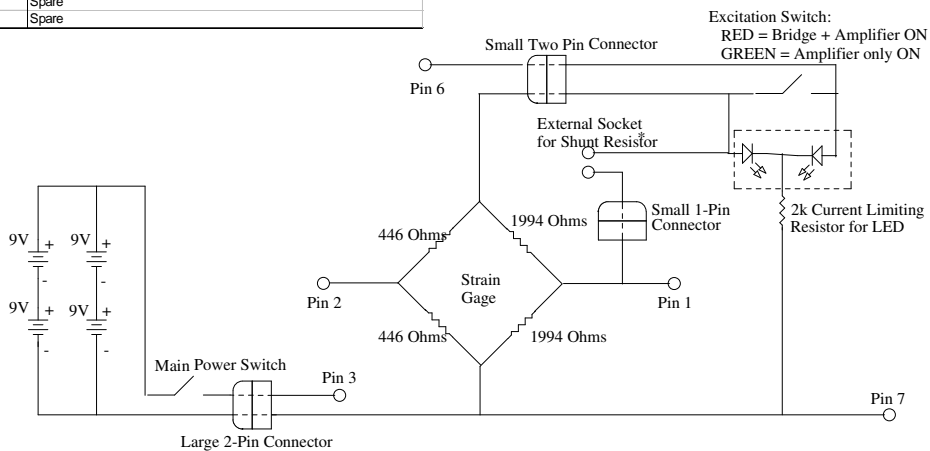 Spare
Spare
Excitation Switch:
RED = Bridge + Amplifier ON
GREEN = Amplifier only ON
Small Two Pin Connector
Pin 6
External Socket
for Shunt Resistor*
9V
+
-
9V
+
-
9V
+
-
9V
+
-
446 Ohms
1994 Ohms
Small 1-Pin
Connector
2k Current Limiting
Resistor for LED
Strain
Gage
Pin 2
Pin 1
446 Ohms
1994 Ohms
Main Power Switch
Pin 3
Pin 7
Large 2-Pin Connector